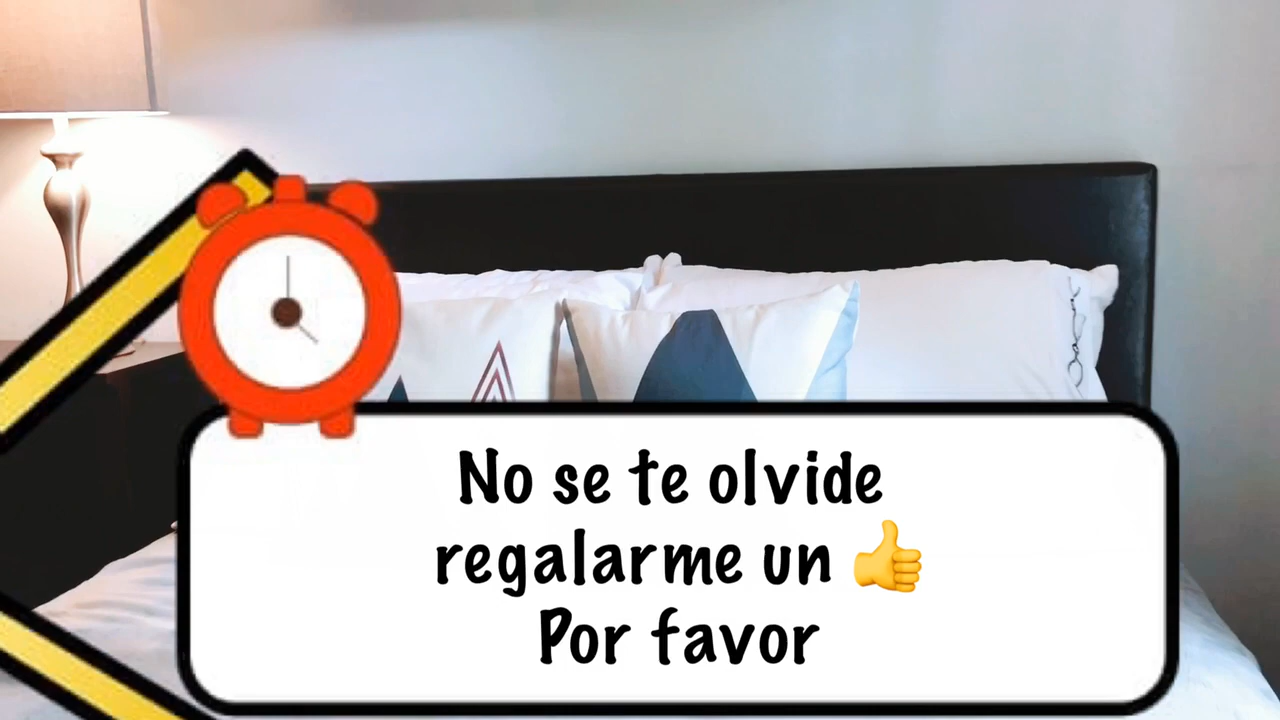 No se te olvide
regalarme un 👍
Por favor